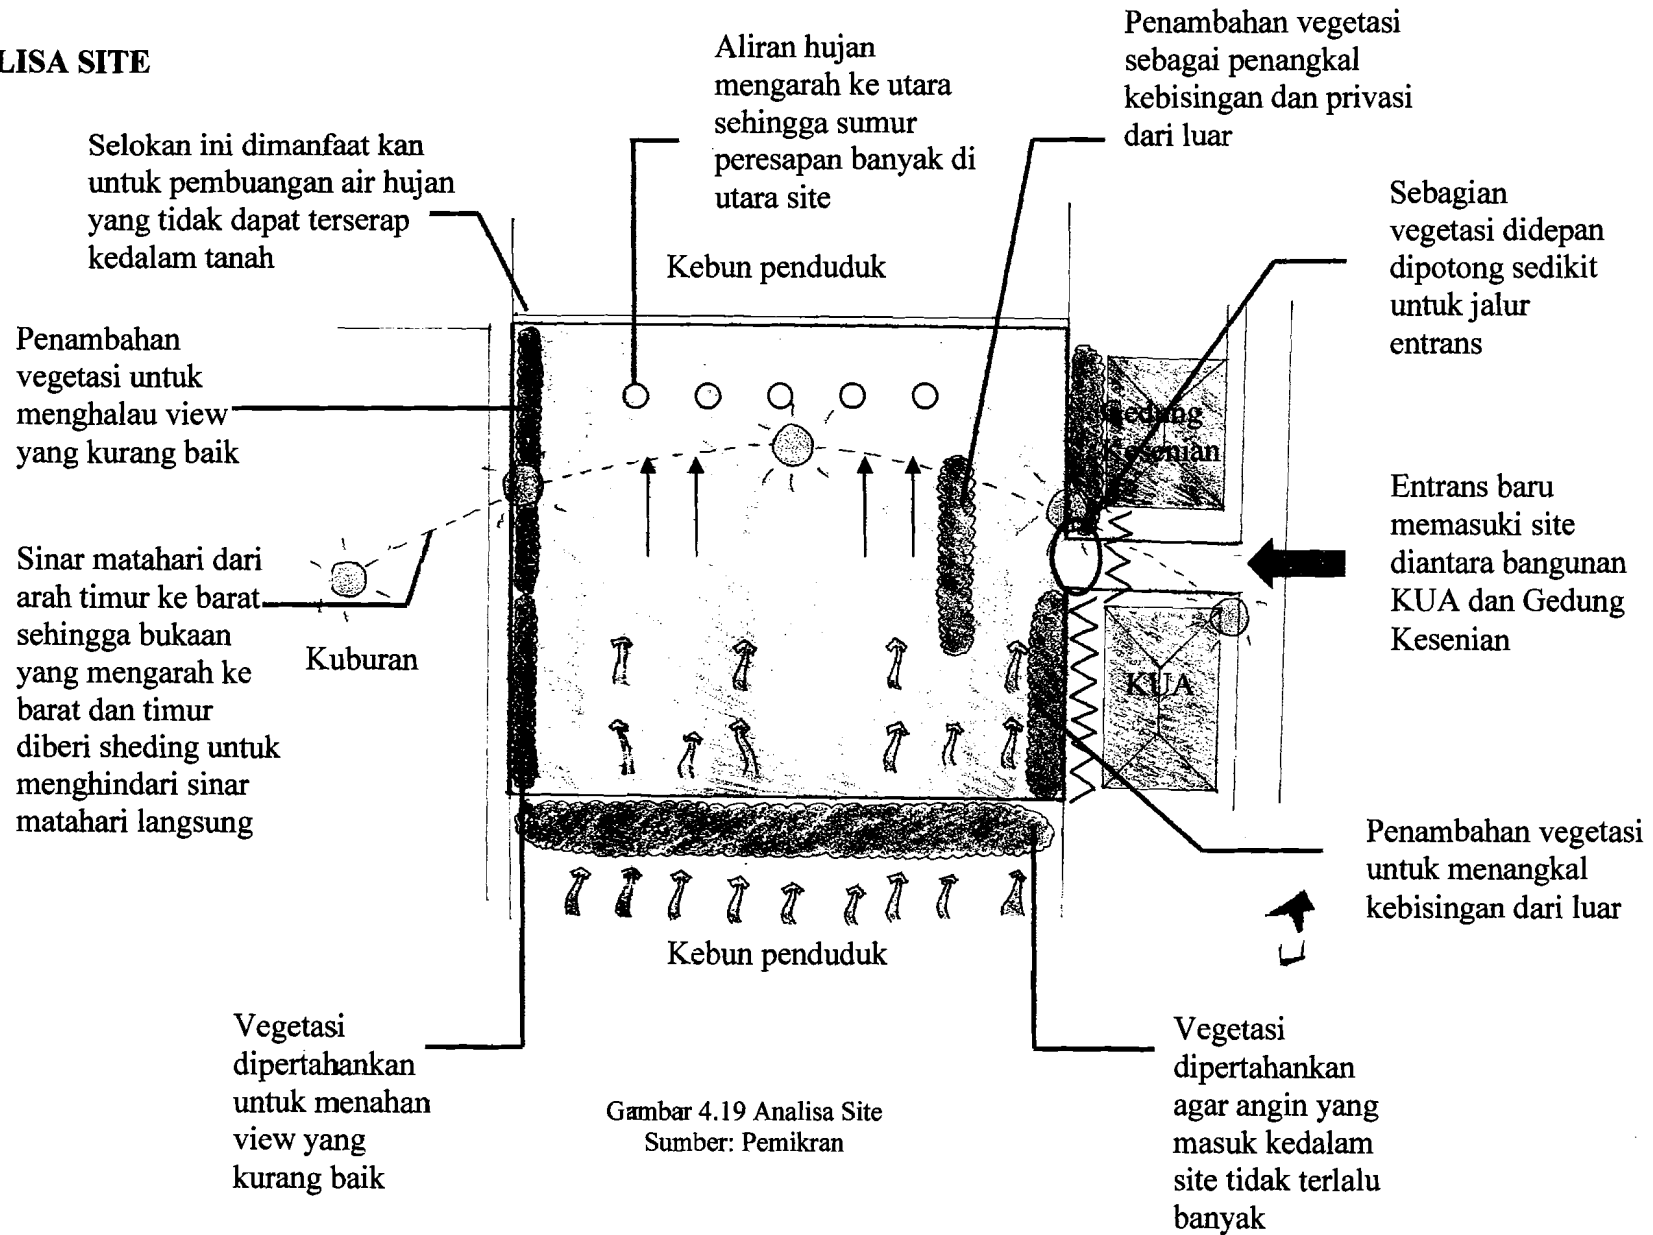 LISA SITE
Aliran hujan
mengarah ke utara
sehingga sumur
peresapan banyak di
utara site
Penambahan vegetasi
sebagai penangkal
kebisingan dan privasi
dari luar
Selokan ini dimanfaat kan
untuk pembuangan air hujan
yang tidak dapat terserap
kedalam tanah
Sebagian
vegetasi didepan
dipotong sedikit
untuk jalur
entrans
Kebun penduduk
Penambahan
vegetasi untuk
menghalau view
yang kurang baik
Gedung
Kesenian
Entrans baru
memasuki site
diantara bangunan
KUA dan Gedung
Kesenian
Sinar matahari dari
arah timur ke barat
sehingga bukaan
yang mengarah ke
barat dan timur
diberi sheding untuk
menghindari sinar
matahari langsung
Kuburan
KUA
Penambahan vegetasi
untuk menangkal
kebisingan dari luar
U
Kebun penduduk
Vegetasi
dipertahankan
untuk menahan
view yang
kurang baik
Vegetasi
dipertahankan
agar angin yang
masuk kedalam
site tidak terlalu
banyak
Gambar 4.19 Analisa Site
Sumber: Pemikran